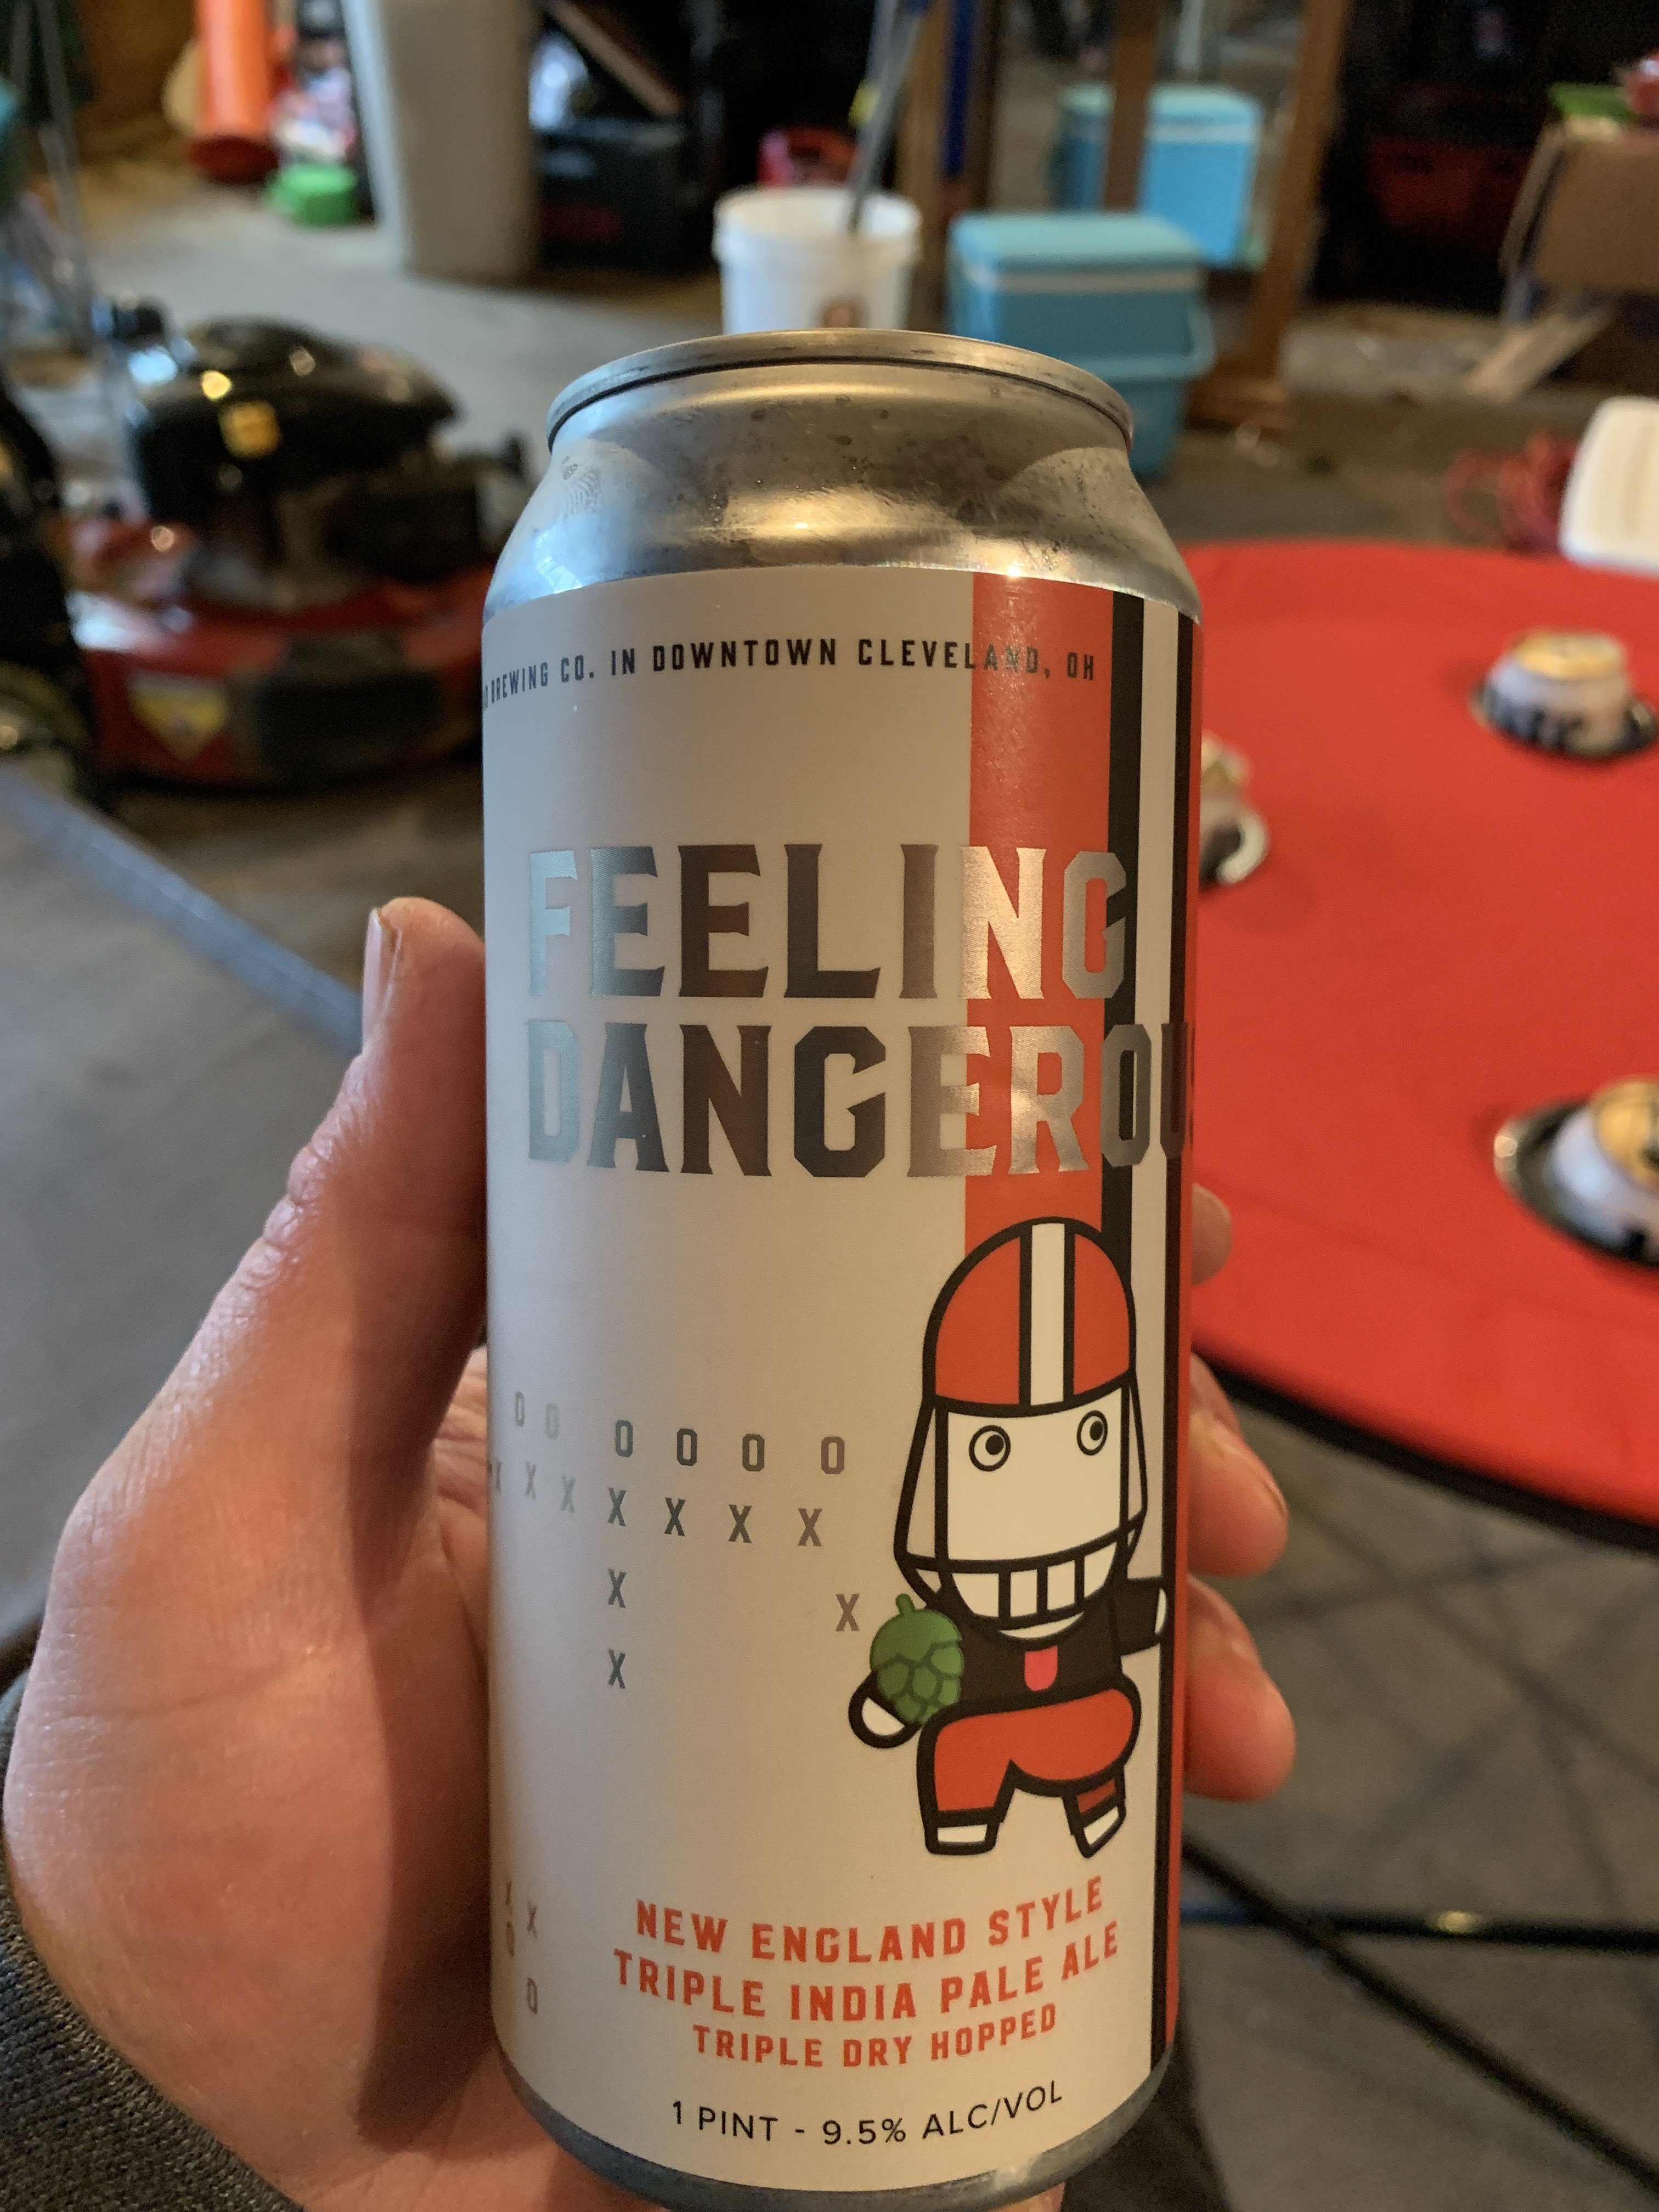 BREWING CO. IN DOWNTOWN CLEVELAND, OH
FEELING
DANGEROUS
O O O O O O
X X X X X X X
X
X
X
X X
O
O
NEW ENGLAND STYLE
TRIPLE INDIA PALE ALE
TRIPLE DRY HOPPED
1 PINT - 9.5% ALC/VOL